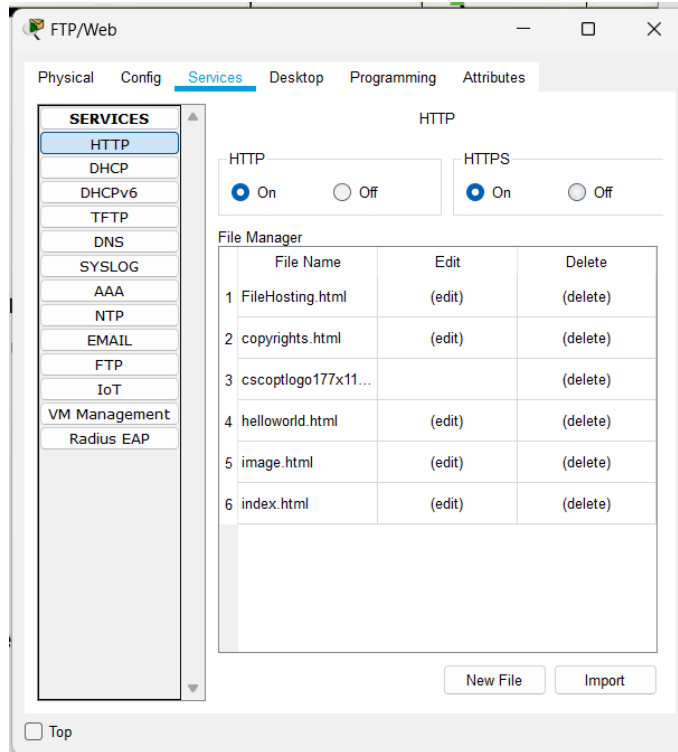 FTP/Web
Physical Config Services Desktop Programming Attributes
SERVICES
HTTP
DHCP
DHCPv6
TFTP
DNS
SYSLOG
AAA
NTP
EMAIL
FTP
IoT
VM Management
Radius EAP
HTTP
HTTP
On Off
HTTPS
On Off
File Manager
File Name Edit Delete
1 FileHosting.html (edit) (delete)
2 copyrights.html (edit) (delete)
3 cscoptlogo177x11... (delete)
4 helloworld.html (edit) (delete)
5 image.html (edit) (delete)
6 index.html (edit) (delete)
New File Import
Top